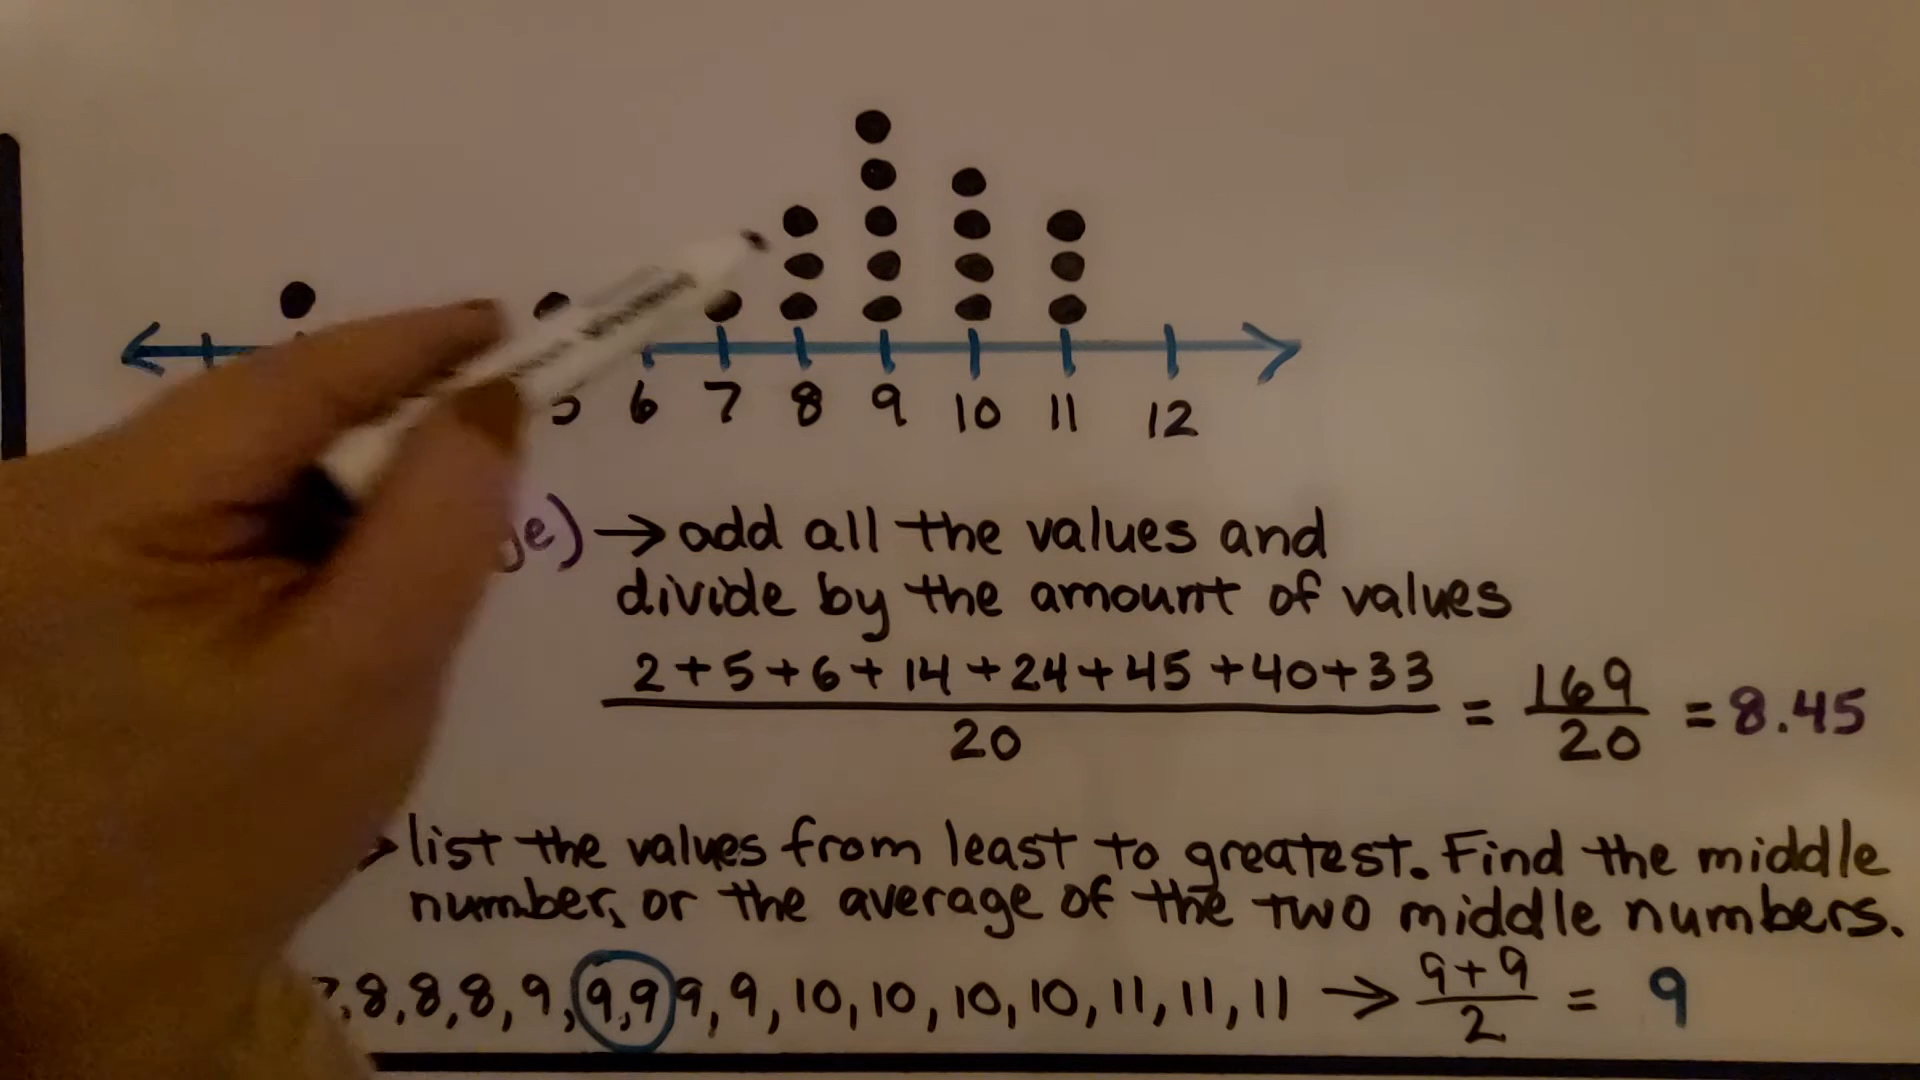 6 7 8 9 10 11 12
→ add all the values and
divide by the amount of values
2+5+6+14+24+45+40+33
20
= 169/20 = 8.45
list the values from least to greatest. Find the middle
number, or the average of the two middle numbers.
,8,8,8,9,9,9,9,9,10,10,10,10,11,11,11 → 9+9/2 = 9